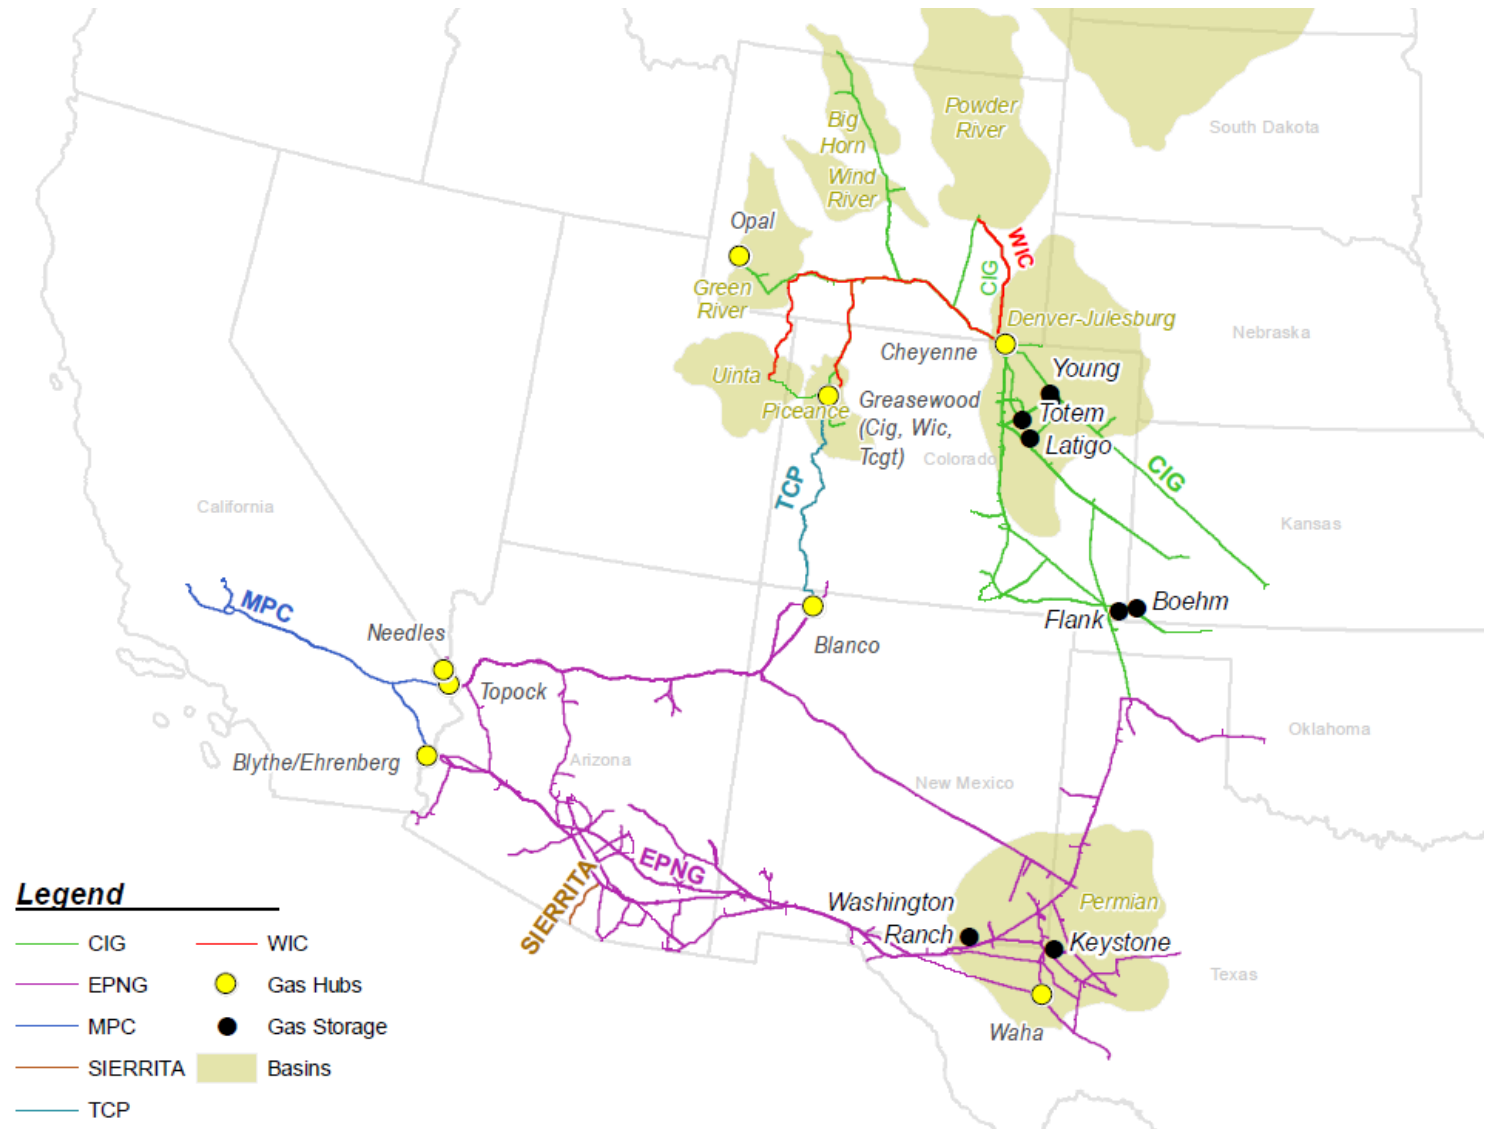 Big
Horn
Powder
River
South Dakota
Wind
River
Opal
WIC
CIG
Green
River
Denver-Julesburg
Nebraska
Cheyenne
Young
Uinta
Piceance
Greasewood
(Cig, Wic,
Tcgt)
Totem
Latigo
Colorado
CIG
TCP
California
Kansas
MPC
Needles
Boehm
Flank
Blanco
Topock
Oklahoma
Blythe/Ehrenberg
Arizona
New Mexico
EPNG
SIERRITA
Washington
Ranch
Permian
Keystone
Texas
Waha
Legend
CIG
WIC
EPNG
Gas Hubs
MPC
Gas Storage
SIERRITA
Basins
TCP